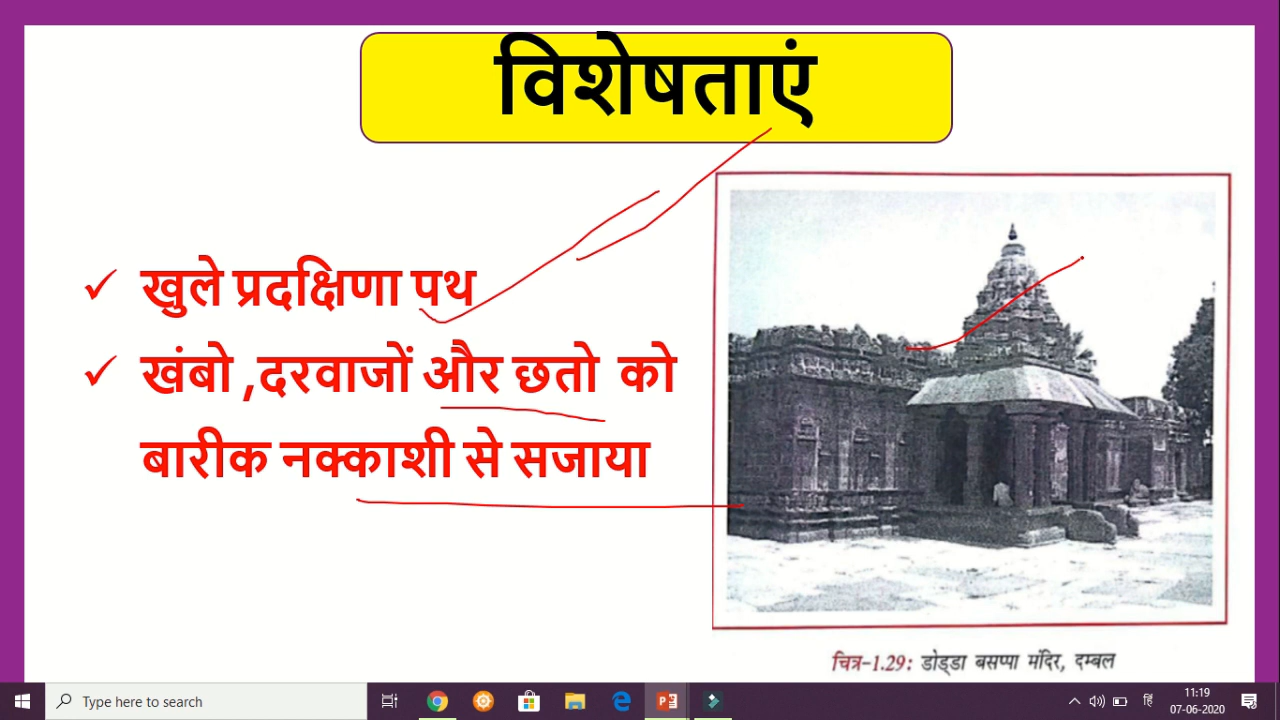 विशेषताएं
✓ खुले प्रदक्षिणा पथ
✓ खंबो ,दरवाजों और छतो को
बारीक नक्काशी से सजाया
चित्र-1.29: डोड्डा बसप्पा मंदिर, दम्बल
Type here to search
हिं
11:19
07-06-2020